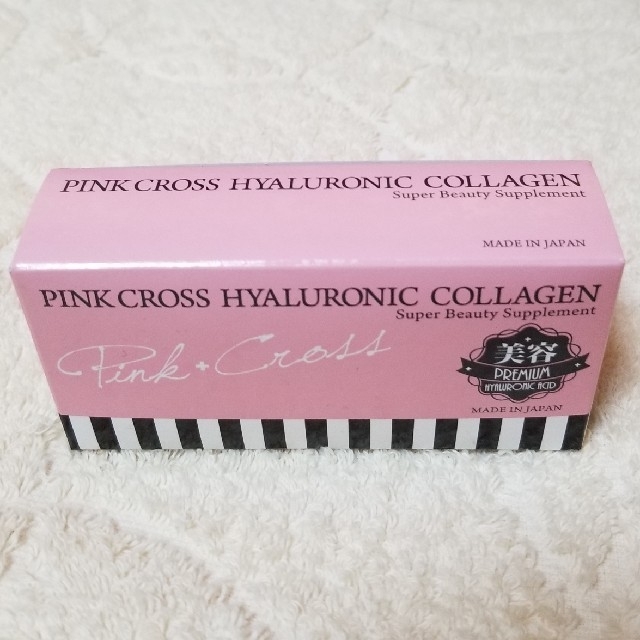 PINK CROSS HYALURONIC COLLAGEN
Super Beauty Supplement
MADE IN JAPAN
PINK CROSS HYALURONIC COLLAGEN
Super Beauty Supplement
Pink + Cross
美容
PREMIUM
HYALURONIC ACID
MADE IN JAPAN